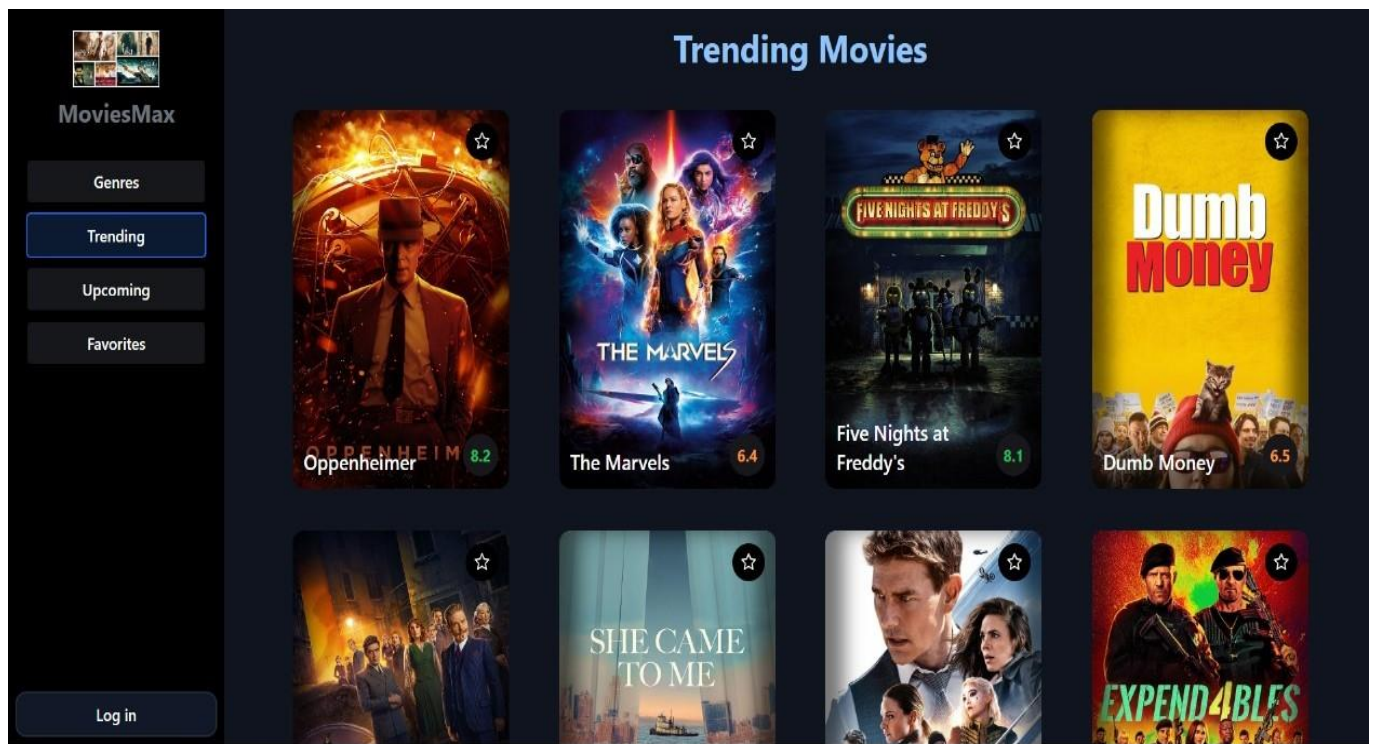 MoviesMax
Genres
Trending
Upcoming
Favorites
Log in
Trending Movies
OPPENHEIM
Oppenheimer
8.2
THE MARVELS
The Marvels
6.4
FIVE NIGHTS AT FREDDY'S
Five Nights at
Freddy's
8.1
Dumb
Money
Dumb Money
6.5
SHE CAME
TO ME
EXPEND4BLES